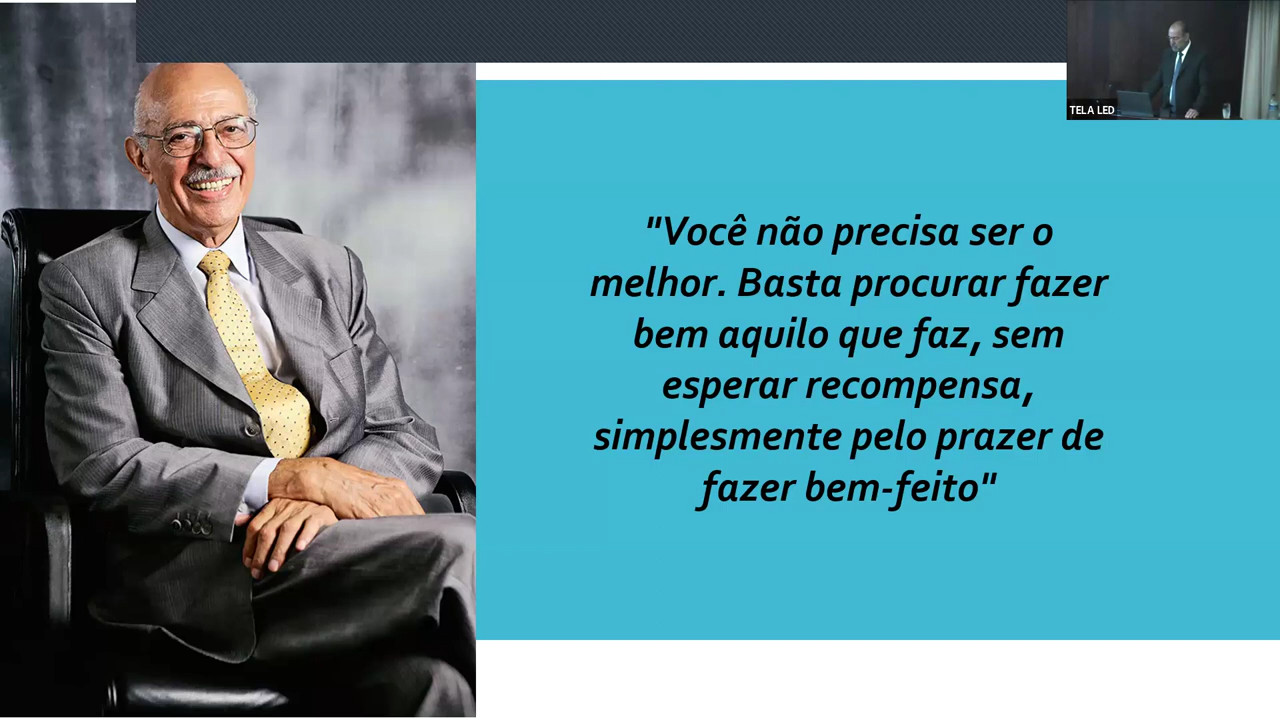 TELA LED
"Você não precisa ser o
melhor. Basta procurar fazer
bem aquilo que faz, sem
esperar recompensa,
simplesmente pelo prazer de
fazer bem-feito"